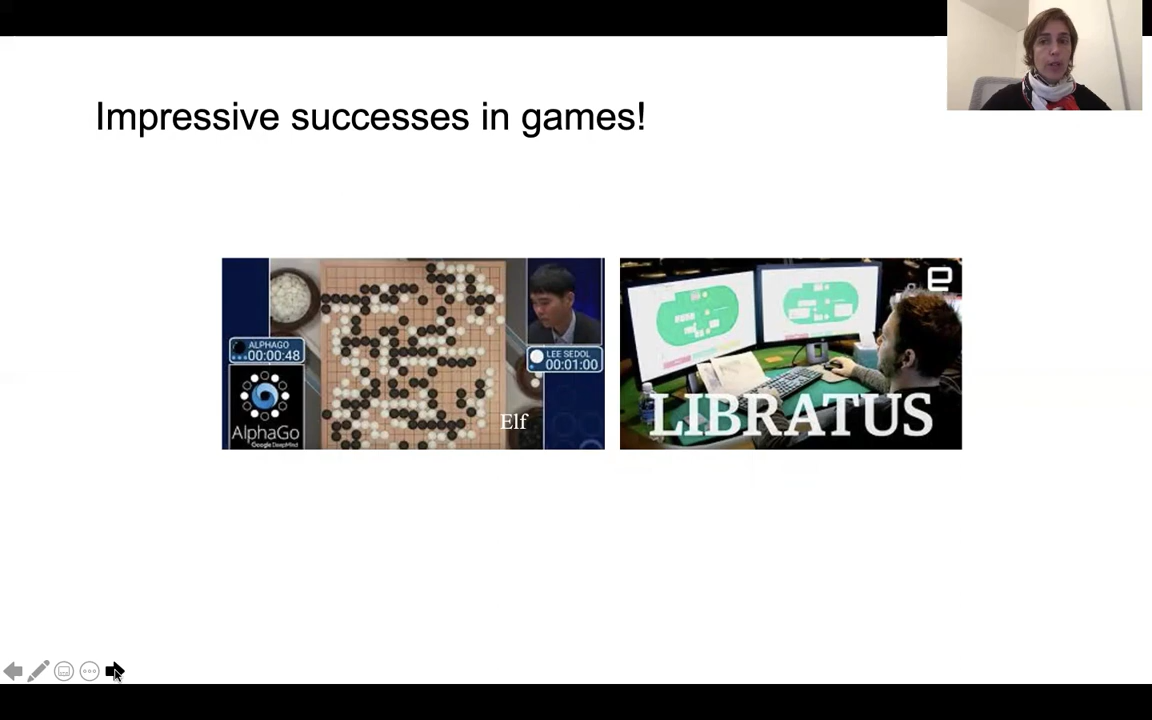 Impressive successes in games!
ALPHAGO
00:00:48
LEE SEDOL
00:01:00
AlphaGo
Google DeepMind
Elf
e
LIBRATUS